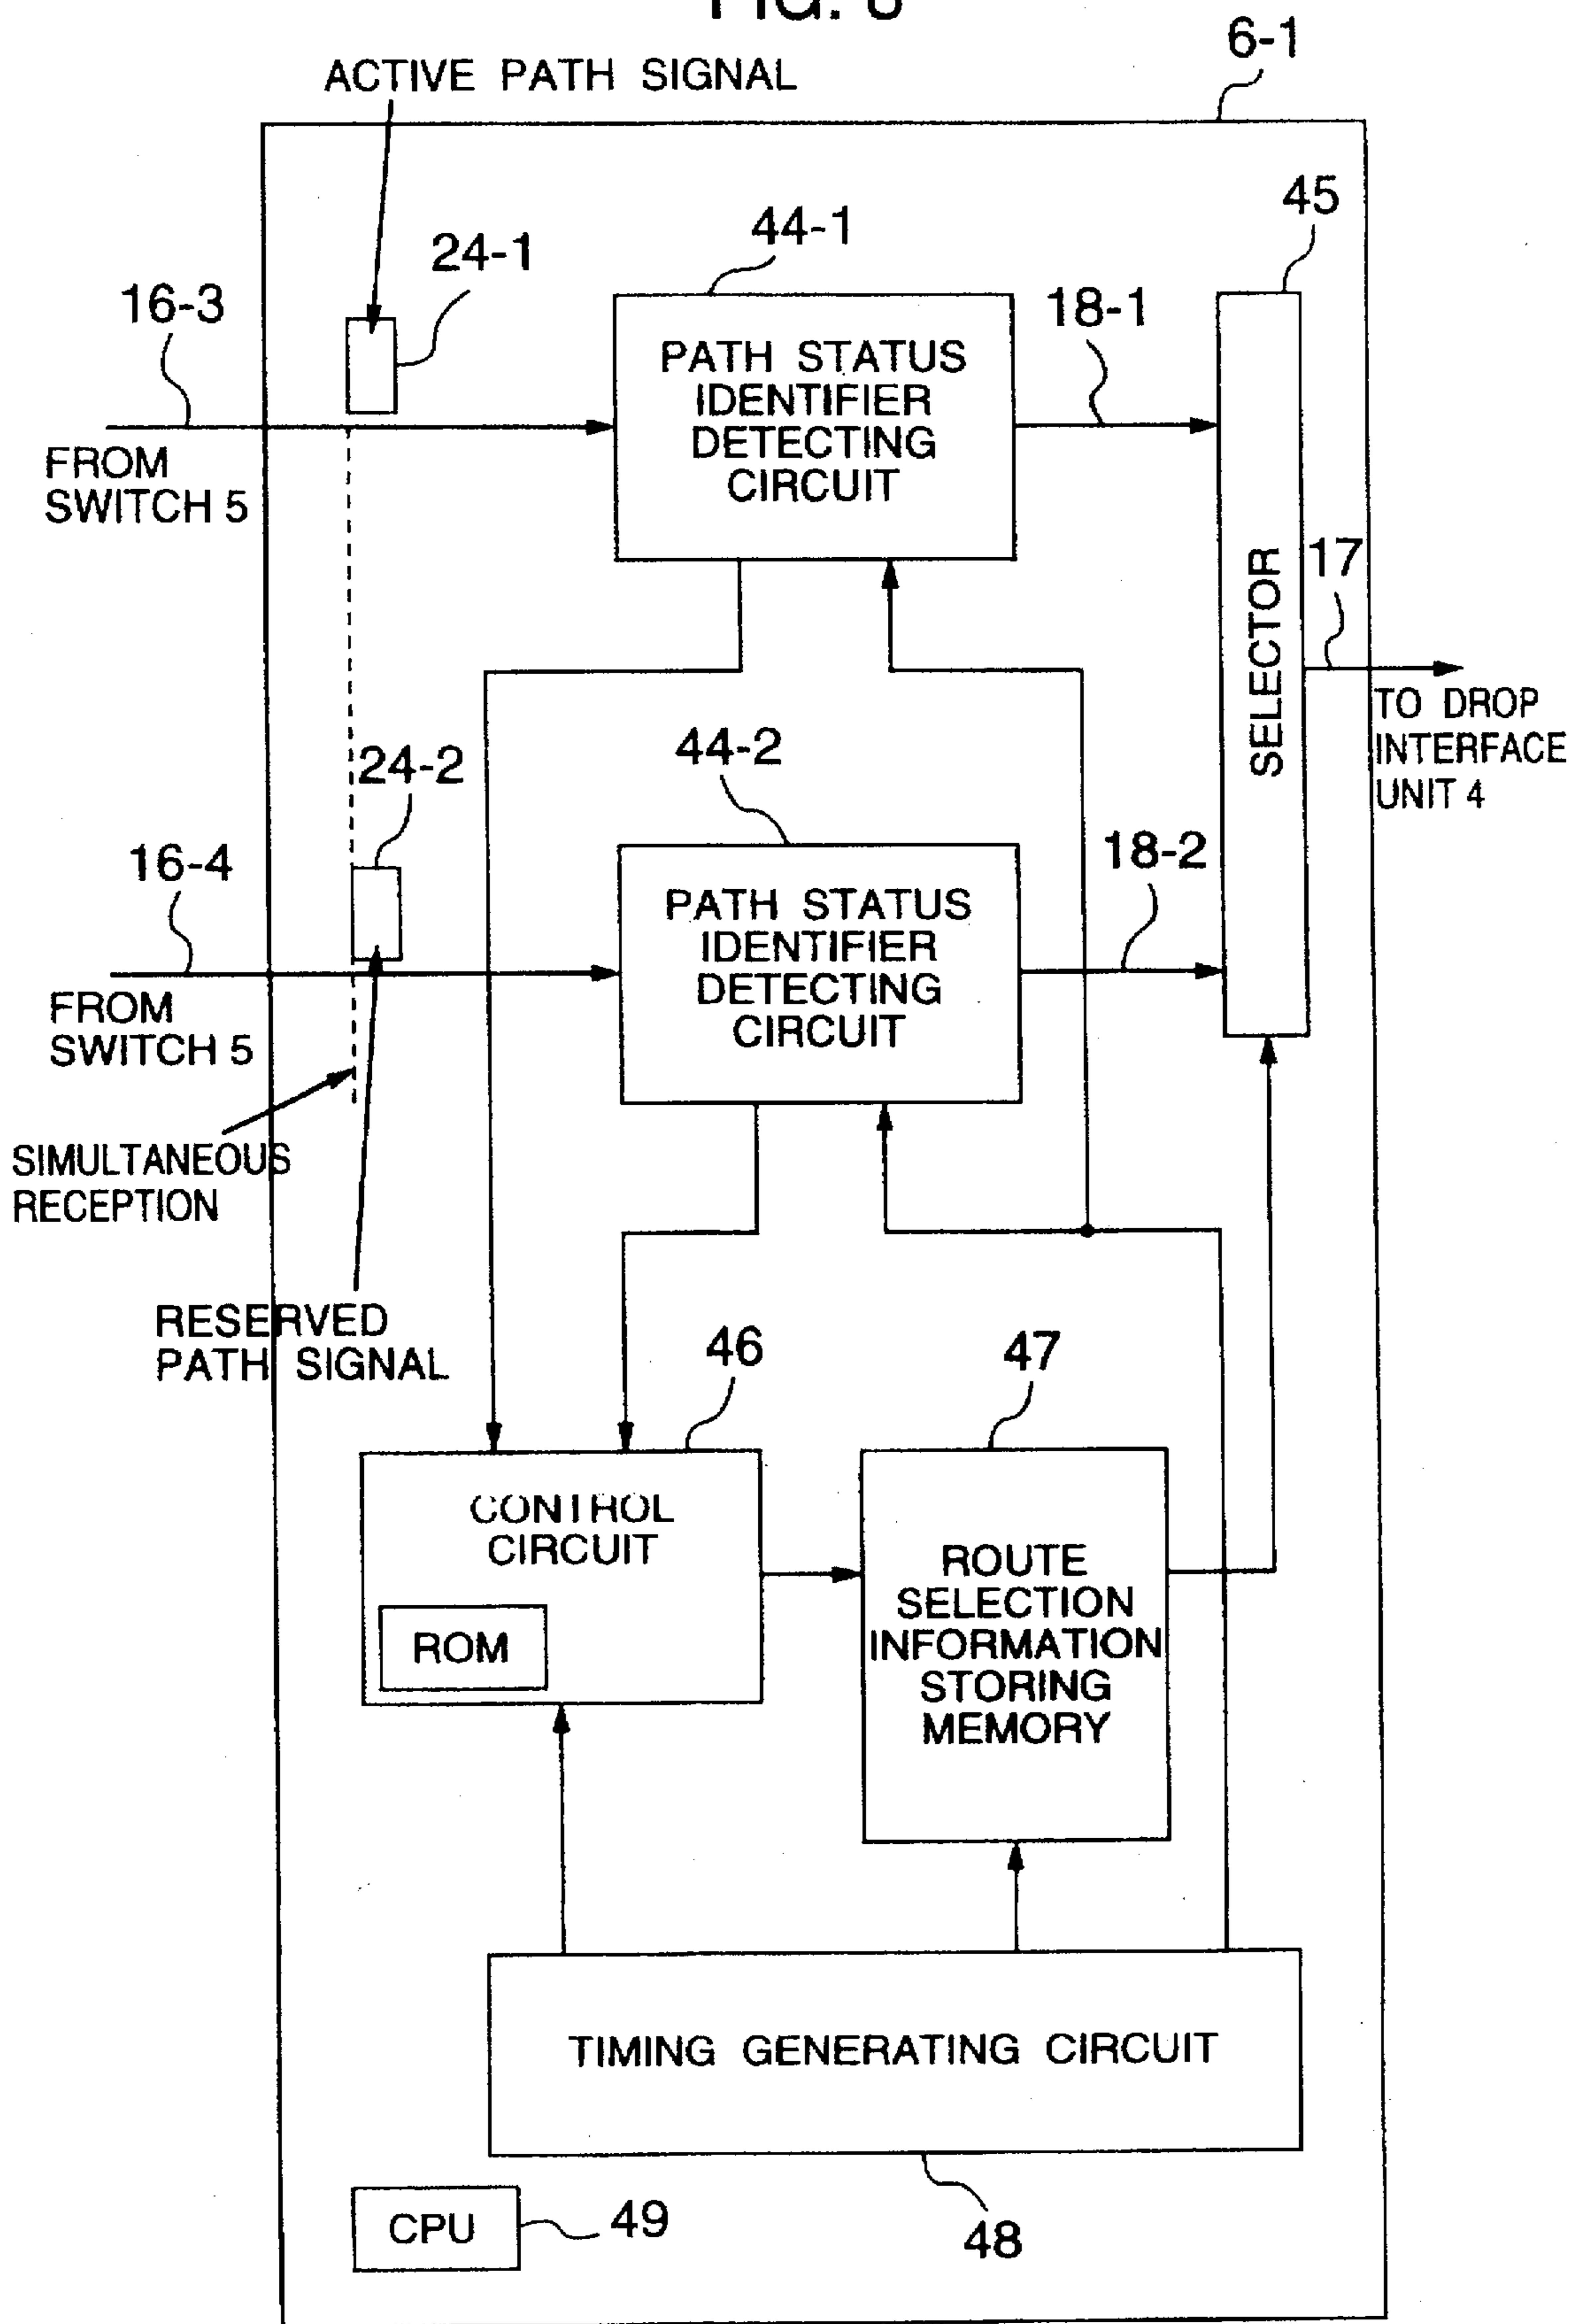 6-1
ACTIVE PATH SIGNAL
45
44-1
24-1
16-3
18-1
PATH STATUS
IDENTIFIER
DETECTING
CIRCUIT
FROM
SWITCH 5
SELECTOR
17
TO DROP
INTERFACE
UNIT 4
24-2
44-2
16-4
18-2
PATH STATUS
IDENTIFIER
DETECTING
CIRCUIT
FROM
SWITCH 5
SIMULTANEOUS
RECEPTION
RESERVED
PATH SIGNAL
46
47
CONTROL
CIRCUIT
ROM
ROUTE
SELECTION
INFORMATION
STORING
MEMORY
TIMING GENERATING CIRCUIT
48
CPU
49